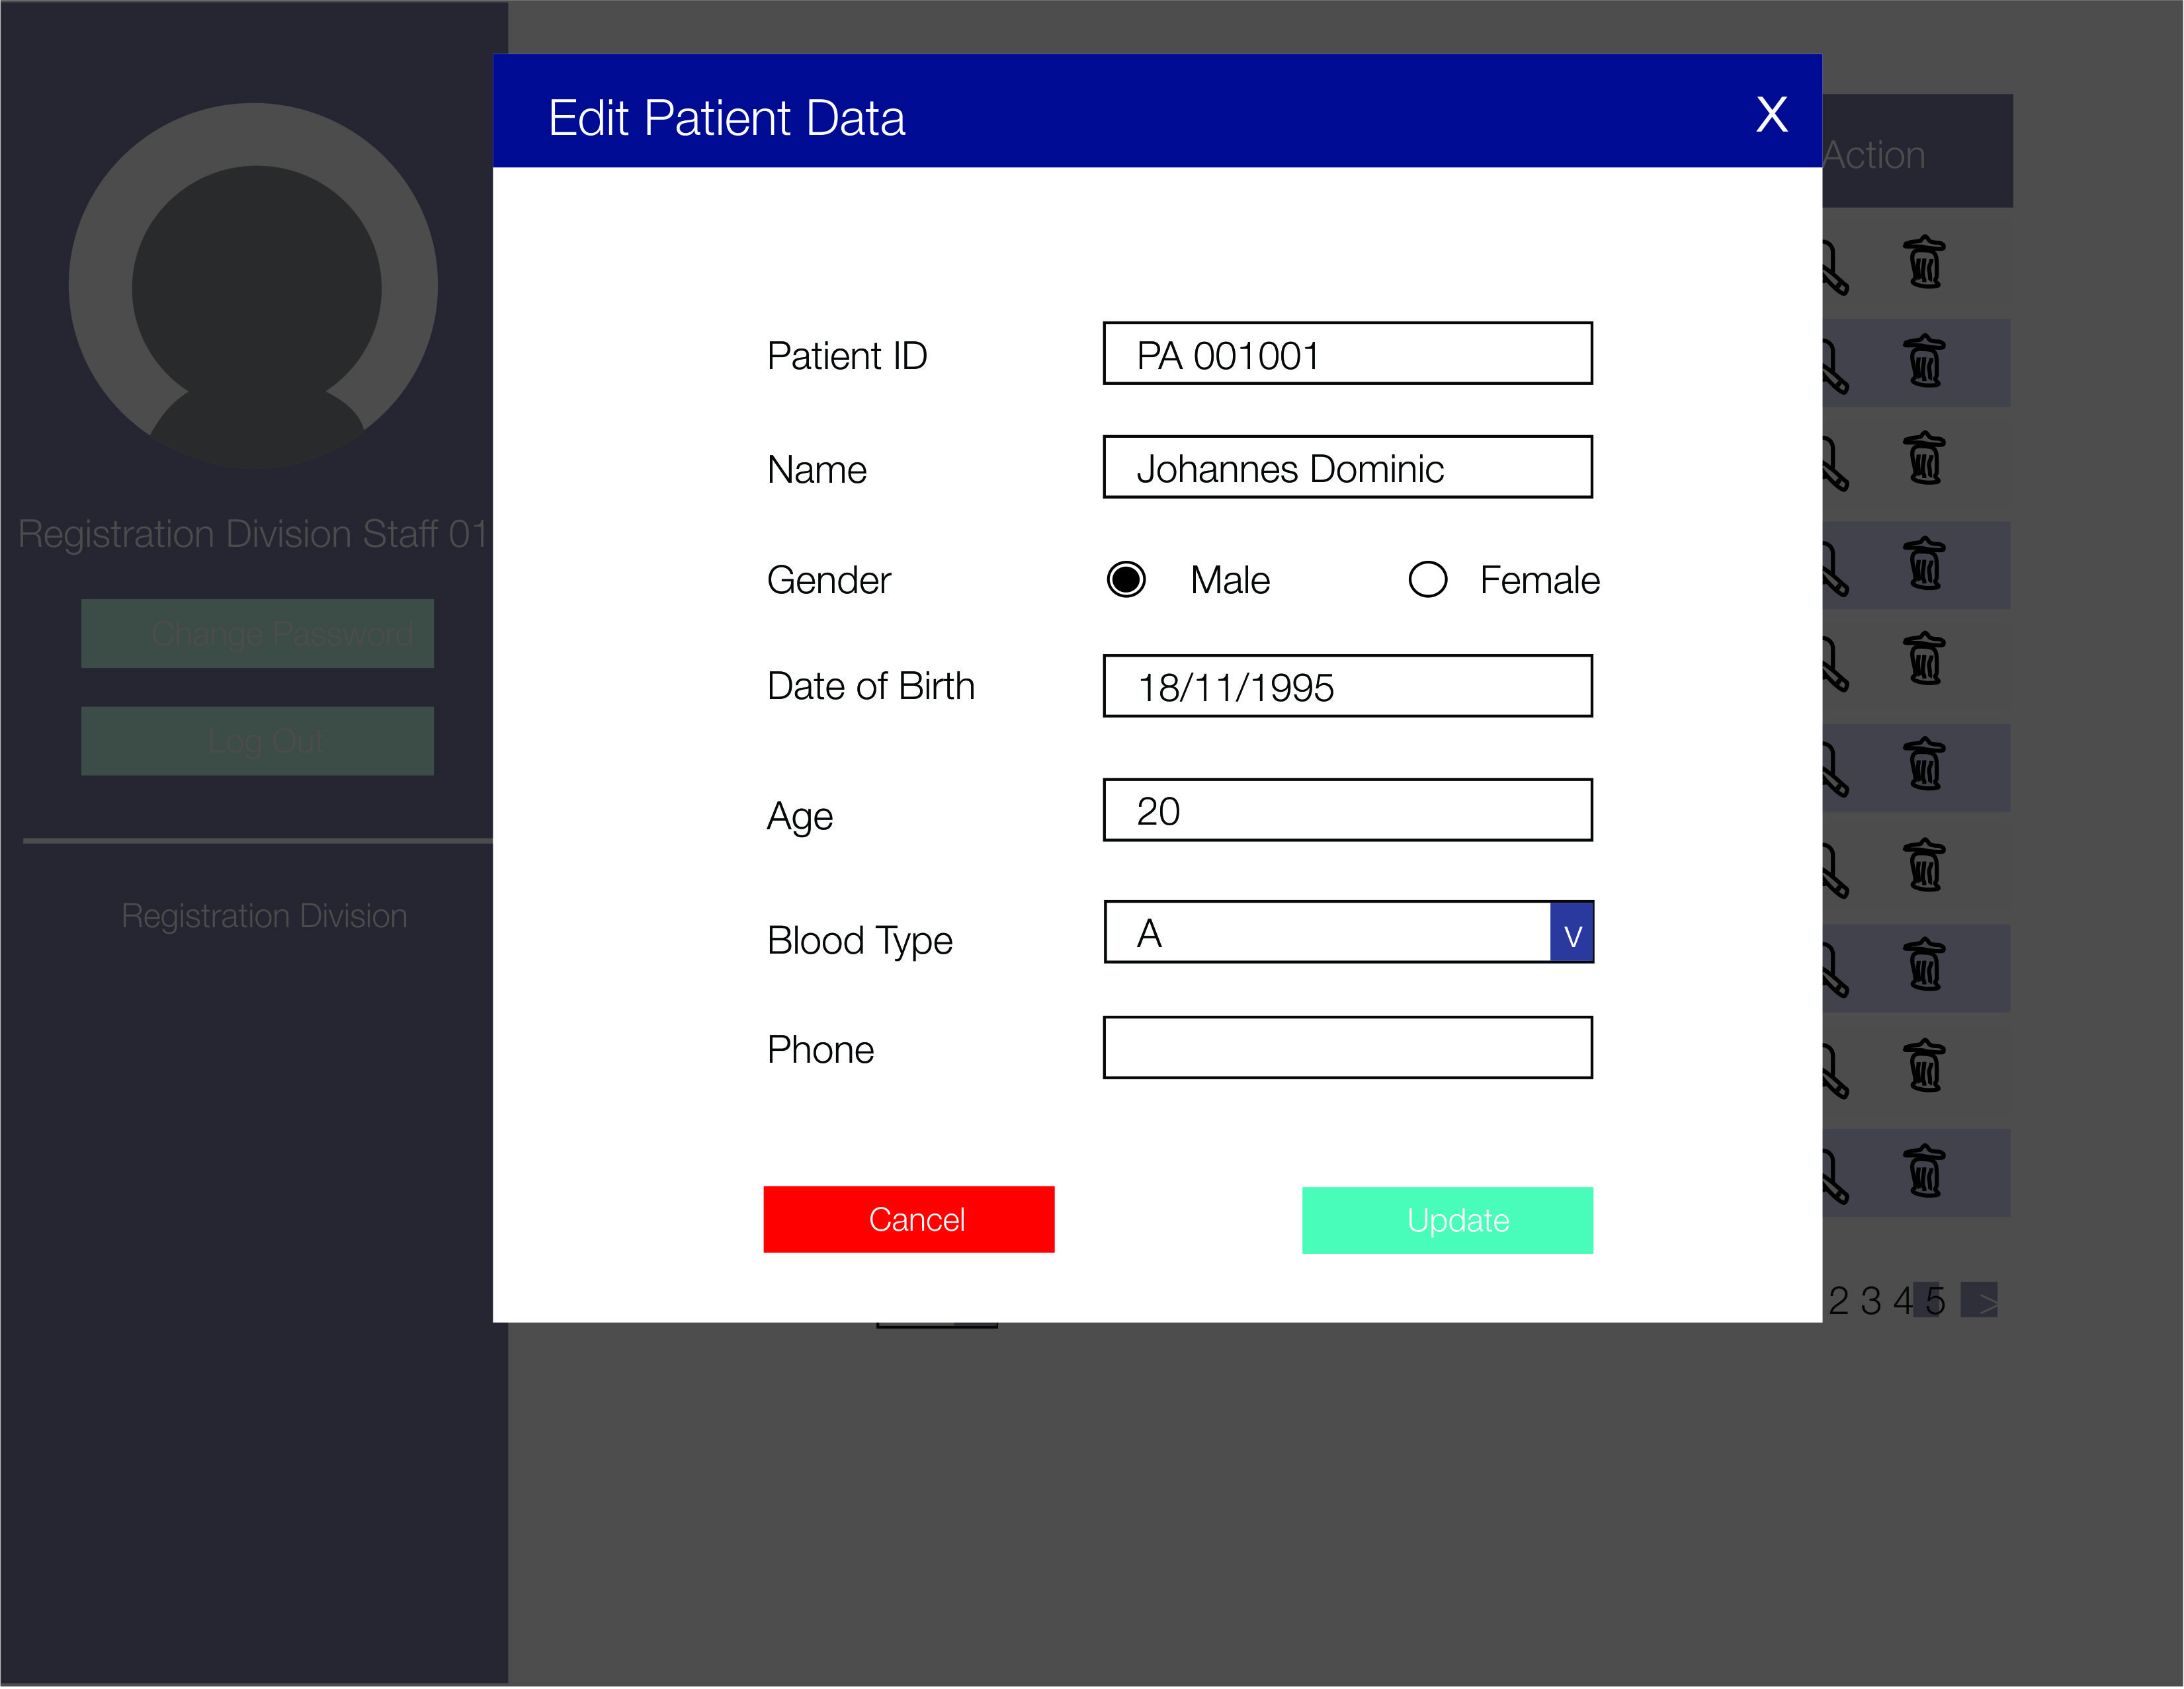 Edit Patient Data X
Action
Patient ID PA 001001
Name Johannes Dominic
Registration Division Staff 01
Gender Male Female
Change Password
Date of Birth 18/11/1995
Log Out
Age 20
Registration Division
Blood Type A V
Phone
Cancel Update
2 3 4 5 >